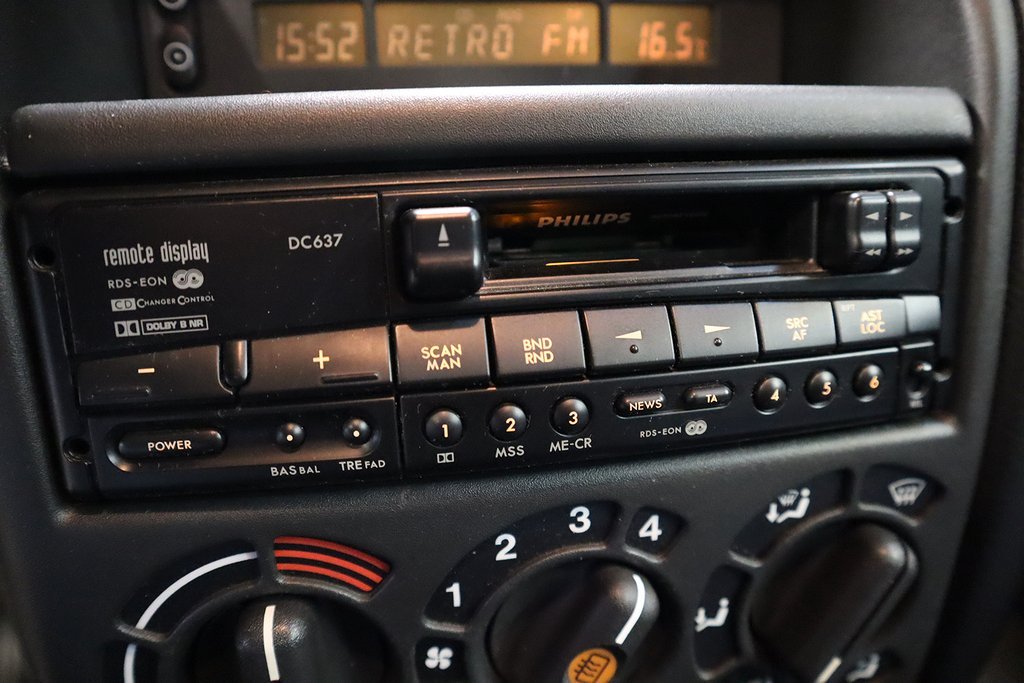 15:52 RETRO FM 16.5°C
PHILIPS
remote display DC637
RDS-EON
CD CHANGER CONTROL
DOLBY B NR
- +
SCAN MAN
BND RND
SRC AF
AST LOC
POWER
BAS BAL
TRE FAD
1 2 3 NEWS TA 4 5 6
MSS ME-CR RDS-EON
1 2 3 4